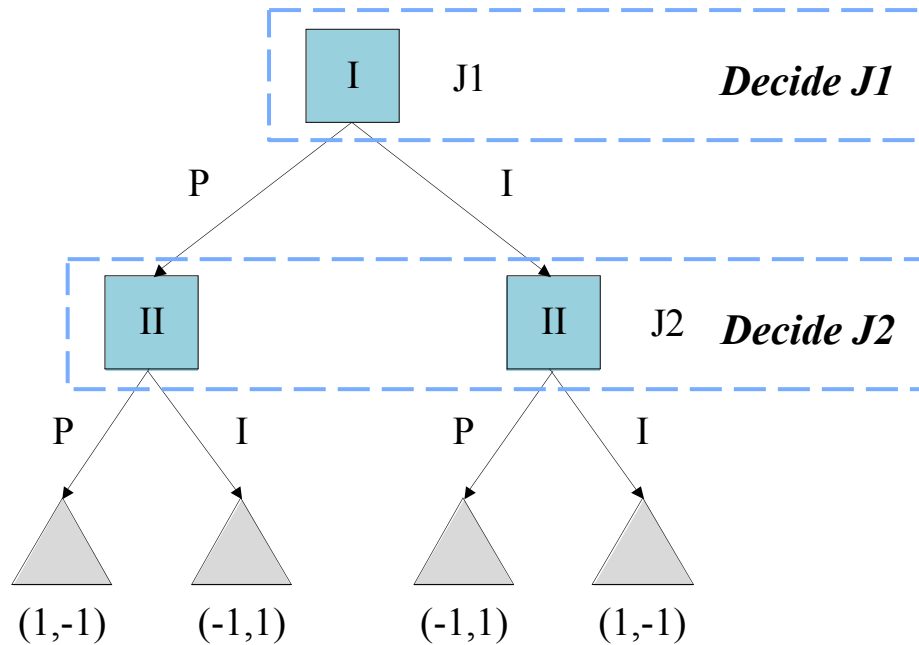 I J1 Decide J1
P I
II II J2 Decide J2
P I P I
(1,-1) (-1,1) (-1,1) (1,-1)